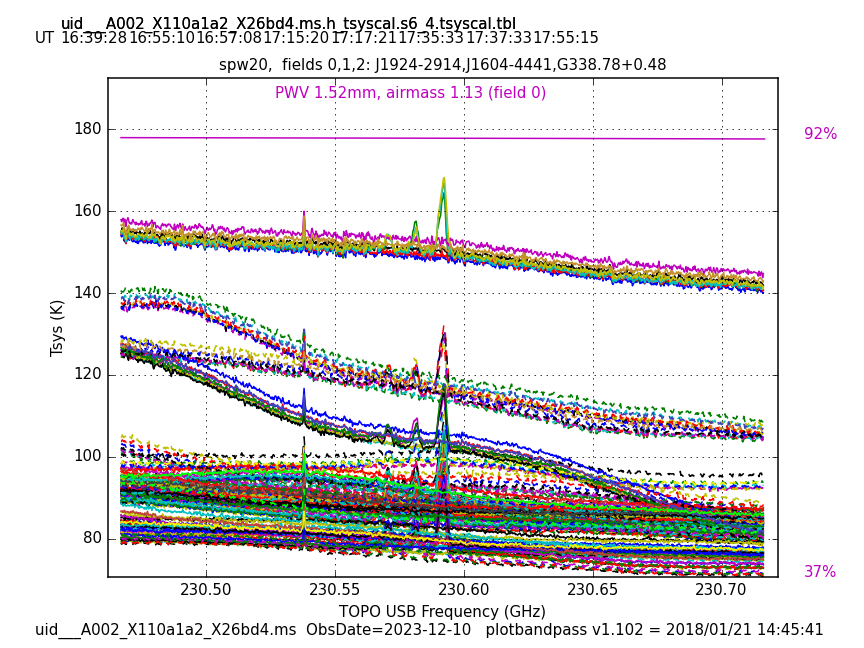 uid___A002_X110a1a2_X26bd4.ms.h_tsyscal.s6_4.tsyscal.tbl
UT 16:39:28 16:55:10 16:57:08 17:15:20 17:17:21 17:35:33 17:37:33 17:55:15
spw20,  fields 0,1,2: J1924-2914,J1604-4441,G338.78+0.48
PWV 1.52mm, airmass 1.13 (field 0)
180
92%
160
140
Tsys (K)
120
100
80
37%
230.50 230.55 230.60 230.65 230.70
TOPO USB Frequency (GHz)
uid___A002_X110a1a2_X26bd4.ms  ObsDate=2023-12-10   plotbandpass v1.102 = 2018/01/21 14:45:41